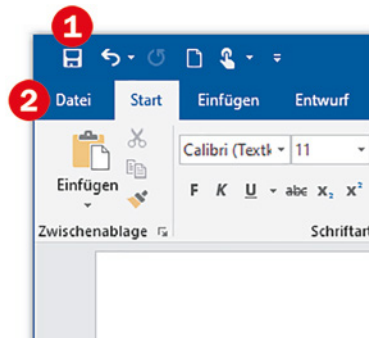 1
2
Datei Start Einfügen Entwurf
Calibri (Textk 11
Einfügen
F K U abc X₂ X²
Zwischenablage Schriftart